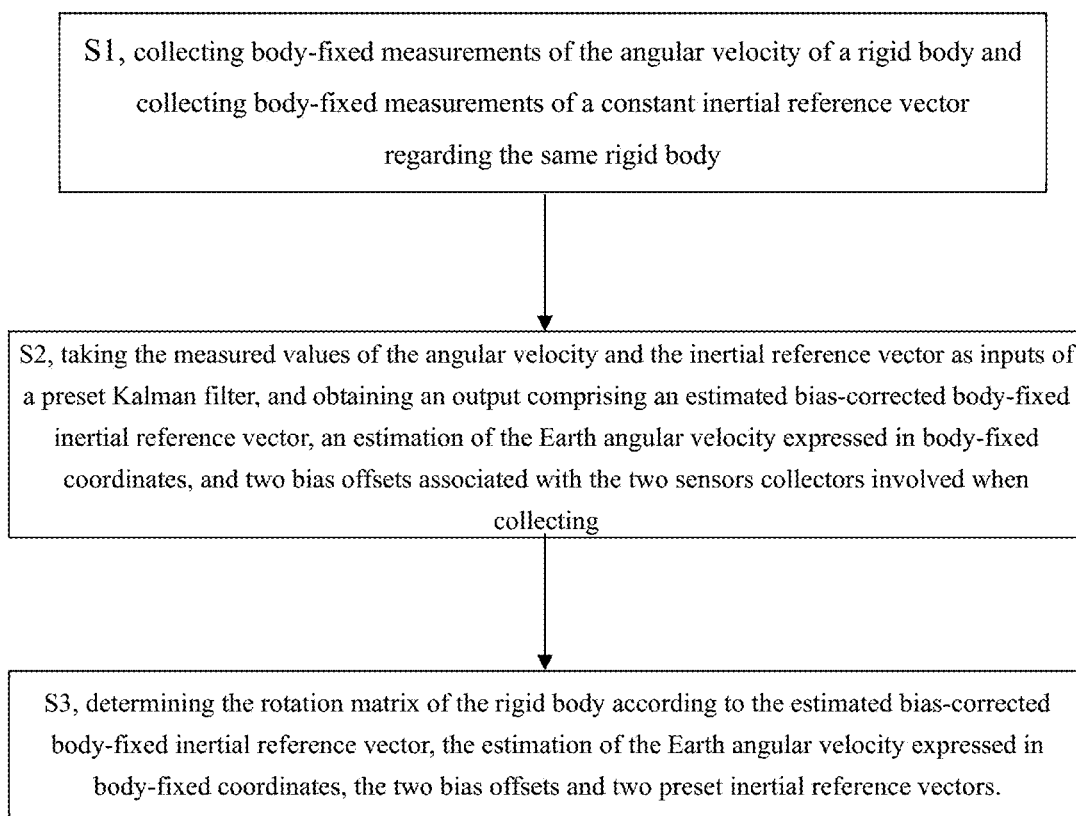 S1, collecting body-fixed measurements of the angular velocity of a rigid body and
collecting body-fixed measurements of a constant inertial reference vector
regarding the same rigid body
S2, taking the measured values of the angular velocity and the inertial reference vector as inputs of
a preset Kalman filter, and obtaining an output comprising an estimated bias-corrected body-fixed
inertial reference vector, an estimation of the Earth angular velocity expressed in body-fixed
coordinates, and two bias offsets associated with the two sensors collectors involved when
collecting
S3, determining the rotation matrix of the rigid body according to the estimated bias-corrected
body-fixed inertial reference vector, the estimation of the Earth angular velocity expressed in
body-fixed coordinates, the two bias offsets and two preset inertial reference vectors.